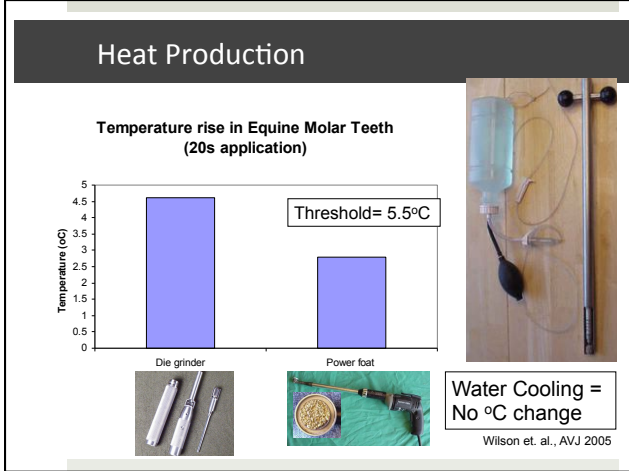 Heat Production
Temperature rise in Equine Molar Teeth
(20s application)
5
4.5
4
3.5
3
2.5
2
1.5
1
0.5
0
Temperature (oC)
Threshold= 5.5ºC
Die grinder
Power foat
Water Cooling =
No ºC change
Wilson et. al., AVJ 2005